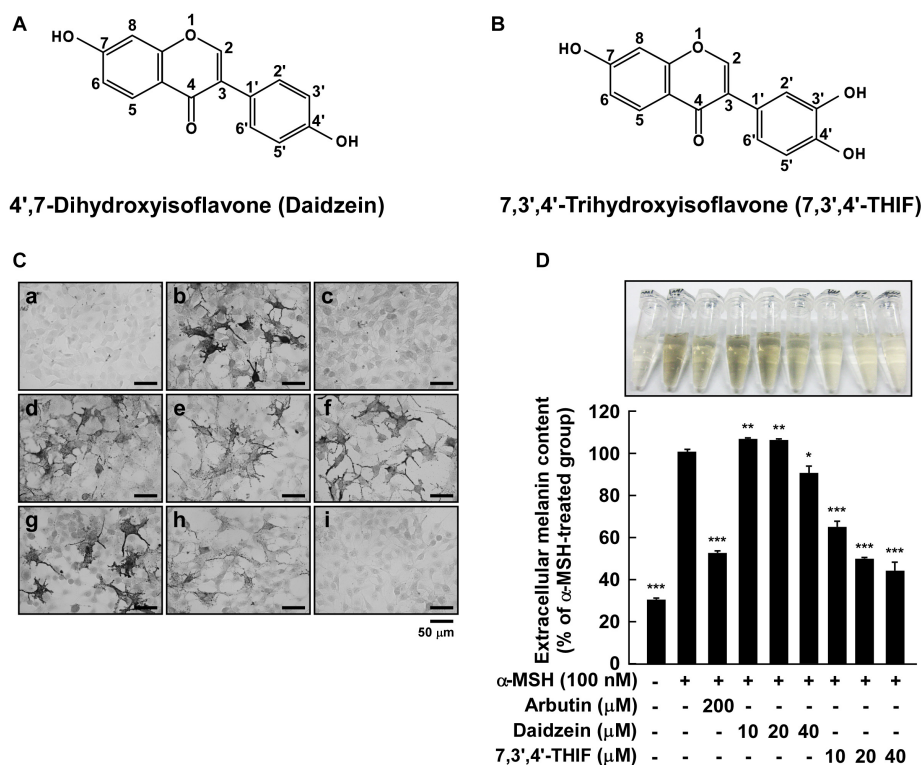 A
HO
8
1
O
7
2
6
5
4
3
1'
2'
3'
O
6'
5'
4'
OH
4',7-Dihydroxyisoflavone (Daidzein)
B
HO
8
1
O
7
2
6
5
4
3
1'
2'
3'
OH
O
6'
4'
5'
OH
7,3',4'-Trihydroxyisoflavone (7,3',4'-THIF)
C
a
b
c
d
e
f
g
h
i
50 μm
D
Extracellular melanin content
(% of α-MSH-treated group)
120
100
80
60
40
20
0
*** *** ** ** * *** *** ***
α-MSH (100 nM) - + + + + + + + +
Arbutin (μM) - - 200 - - - - - -
Daidzein (μM) - - - 10 20 40 - - -
7,3',4'-THIF (μM) - - - - - - 10 20 40